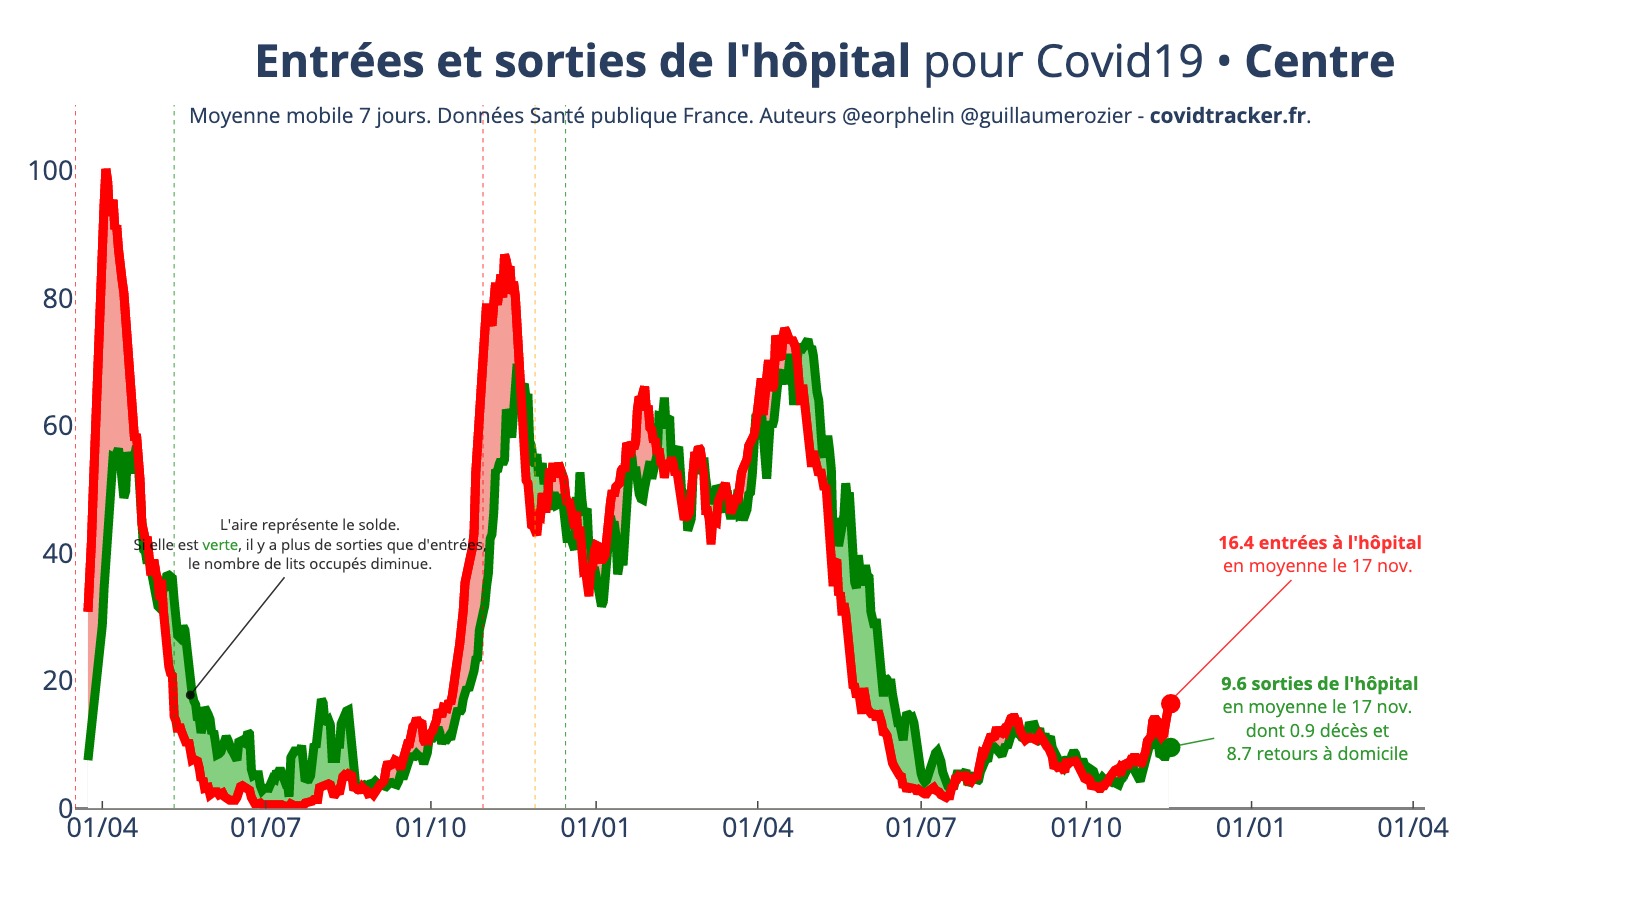 Entrées et sorties de l'hôpital pour Covid19 • Centre
Moyenne mobile 7 jours. Données Santé publique France. Auteurs @eorphelin @guillaumerozier - covidtracker.fr.
100
80
60
40
20
0
L'aire représente le solde.
Si elle est verte, il y a plus de sorties que d'entrées,
le nombre de lits occupés diminue.
16.4 entrées à l'hôpital
en moyenne le 17 nov.
9.6 sorties de l'hôpital
en moyenne le 17 nov.
dont 0.9 décès et
8.7 retours à domicile
01/04 01/07 01/10 01/01 01/04 01/07 01/10 01/01 01/04